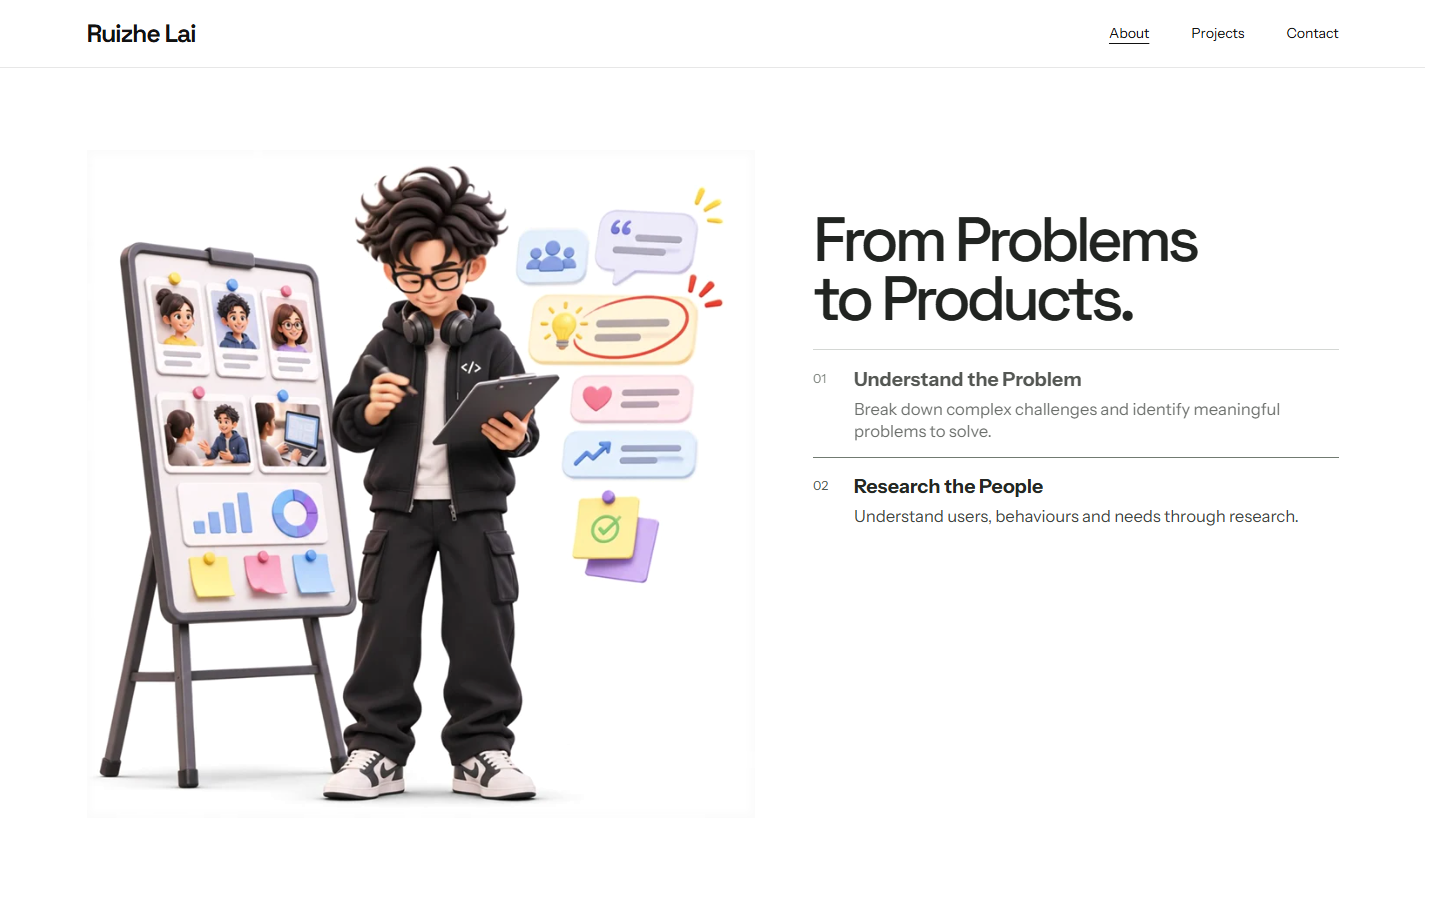 Ruizhe Lai
About
Projects
Contact
</>
From Problems
to Products.
01
Understand the Problem
Break down complex challenges and identify meaningful
problems to solve.
02
Research the People
Understand users, behaviours and needs through research.